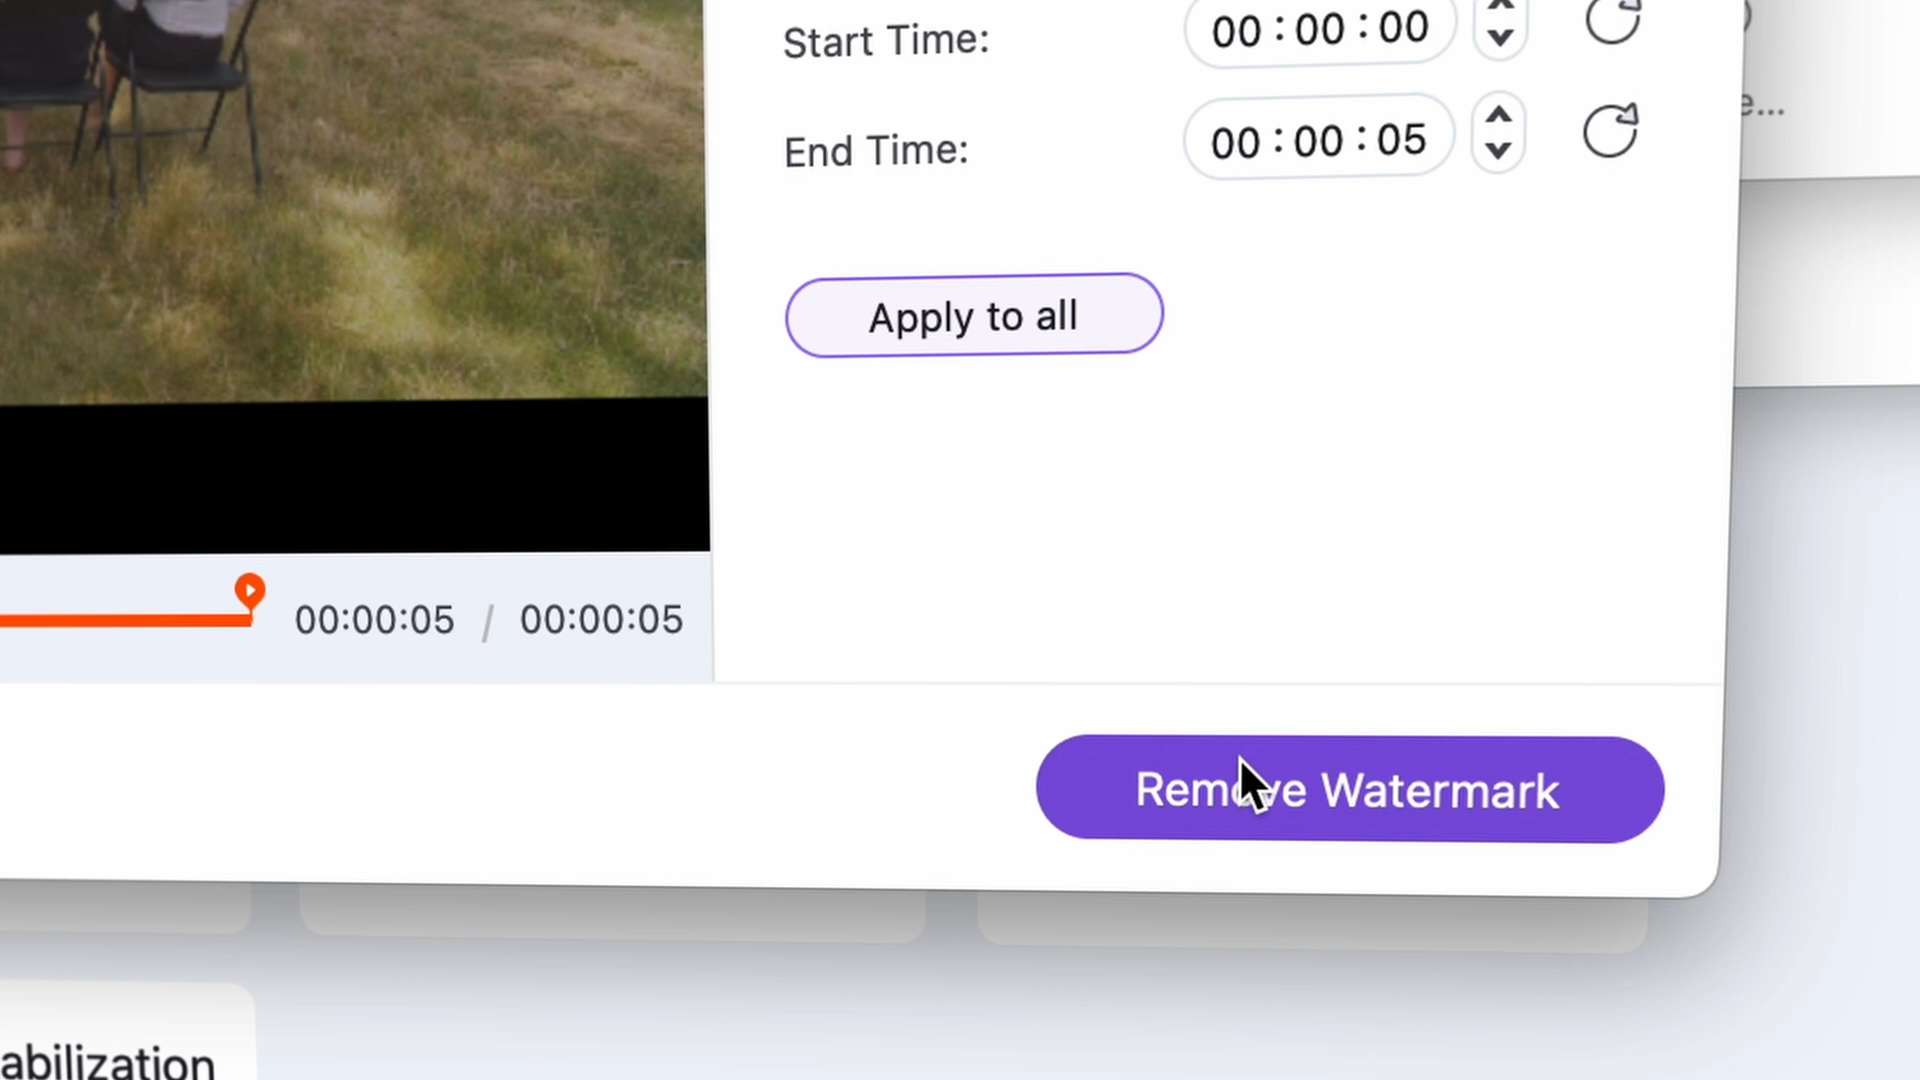 Start Time:
00:00:00
End Time:
00:00:05
e...
Apply to all
00:00:05 / 00:00:05
Remove Watermark
abilization